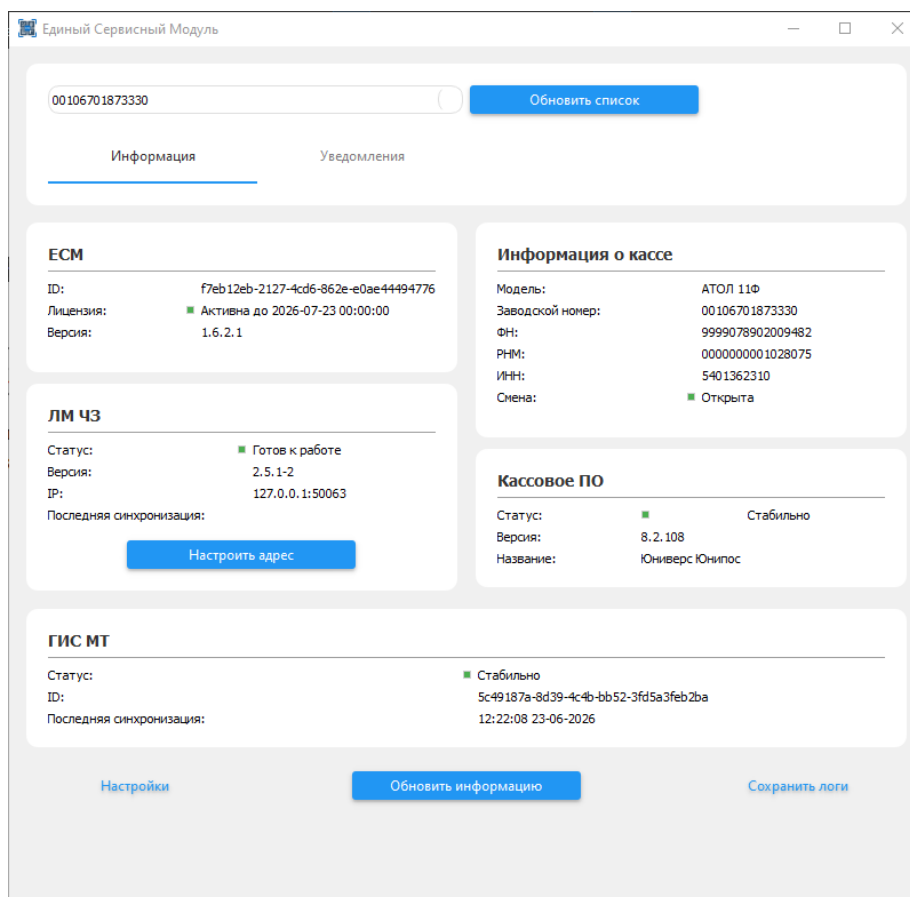 Единый Сервисный Модуль
00106701873330
Обновить список
Информация
Уведомления
ЕСМ
ID: f7eb12eb-2127-4cd6-862e-e0ae44494776
Лицензия: Активна до 2026-07-23 00:00:00
Версия: 1.6.2.1
Информация о кассе
Модель: АТОЛ 11Ф
Заводской номер: 00106701873330
ФН: 9999078902009482
РНМ: 0000000001028075
ИНН: 5401362310
Смена: Открыта
ЛМ ЧЗ
Статус: Готов к работе
Версия: 2.5.1-2
IP: 127.0.0.1:50063
Последняя синхронизация:
Настроить адрес
Кассовое ПО
Статус: Стабильно
Версия: 8.2.108
Название: Юниверс Юнипос
ГИС МТ
Статус: Стабильно
ID: 5c49187a-8d39-4c4b-bb52-3fd5a3feb2ba
Последняя синхронизация: 12:22:08 23-06-2026
Настройки
Обновить информацию
Сохранить логи